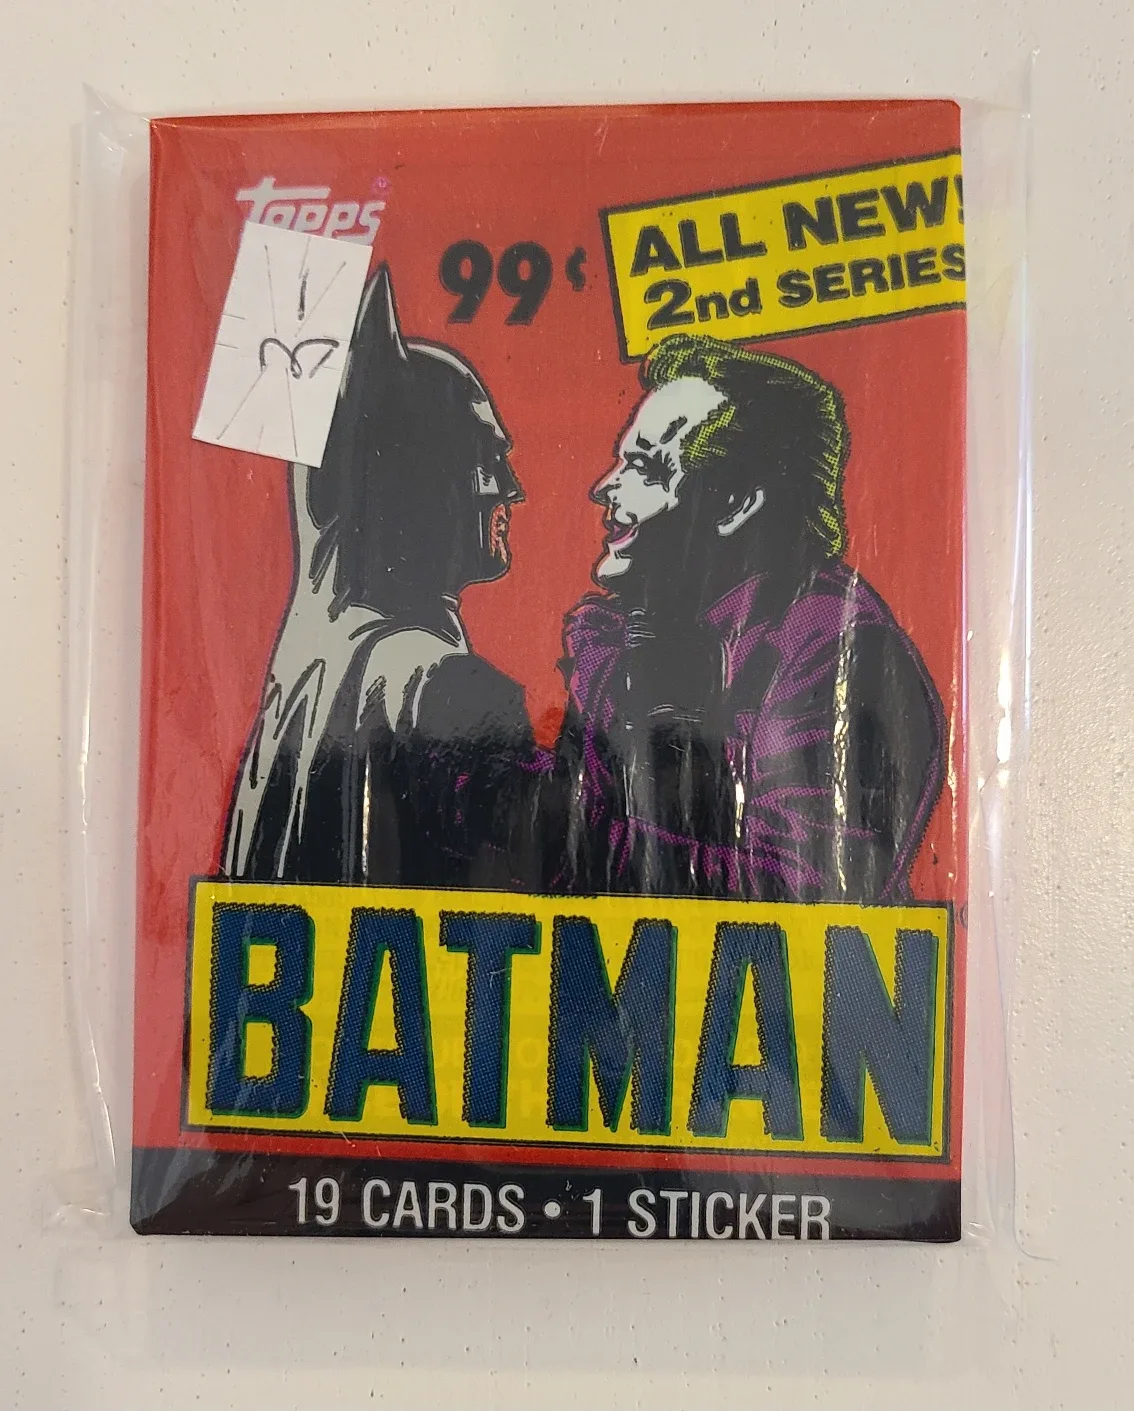 Topps
99¢
ALL NEW!
2nd SERIES
BATMAN
19 CARDS • 1 STICKER